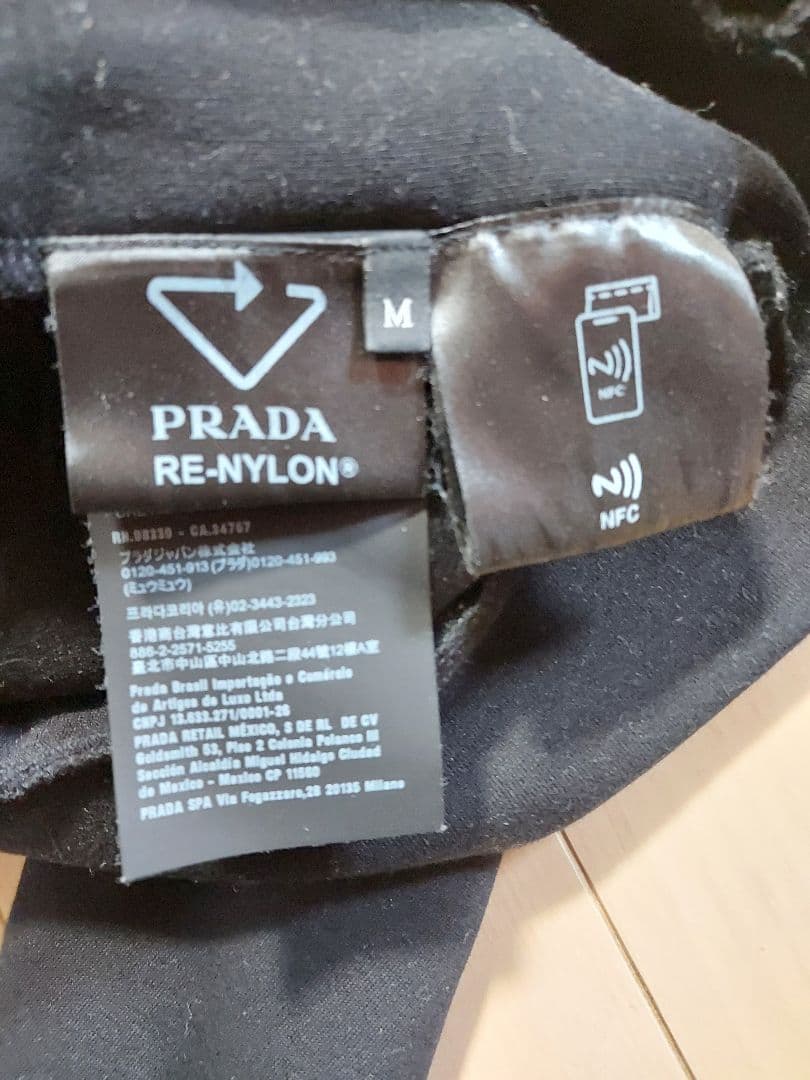 PRADA
RE-NYLON®
M
NFC
NFC
RN.98339 - CA.34767
プラダジャパン株式会社
0120-451-913 (プラダ)0120-451-993
(ミュウミュウ)
프라다코리아 (유)02-3443-2323
香港商台灣意比有限公司台灣分公司
886-2-2571-5255
臺北市中山區中山北路二段44號12樓A室
Prada Brasil Importação e Comércio
de Artigos de Luxo Ltda
CNPJ 13.633.271/0001-28
PRADA RETAIL MÉXICO, S DE RL DE CV
Goldsmith 53, Piso 2 Colonia Polanco III
Sección Alcaldía Miguel Hidalgo Ciudad
de Mexico - Mexico CP 11560
PRADA SPA Via Fogazzaro,28 20135 Milano